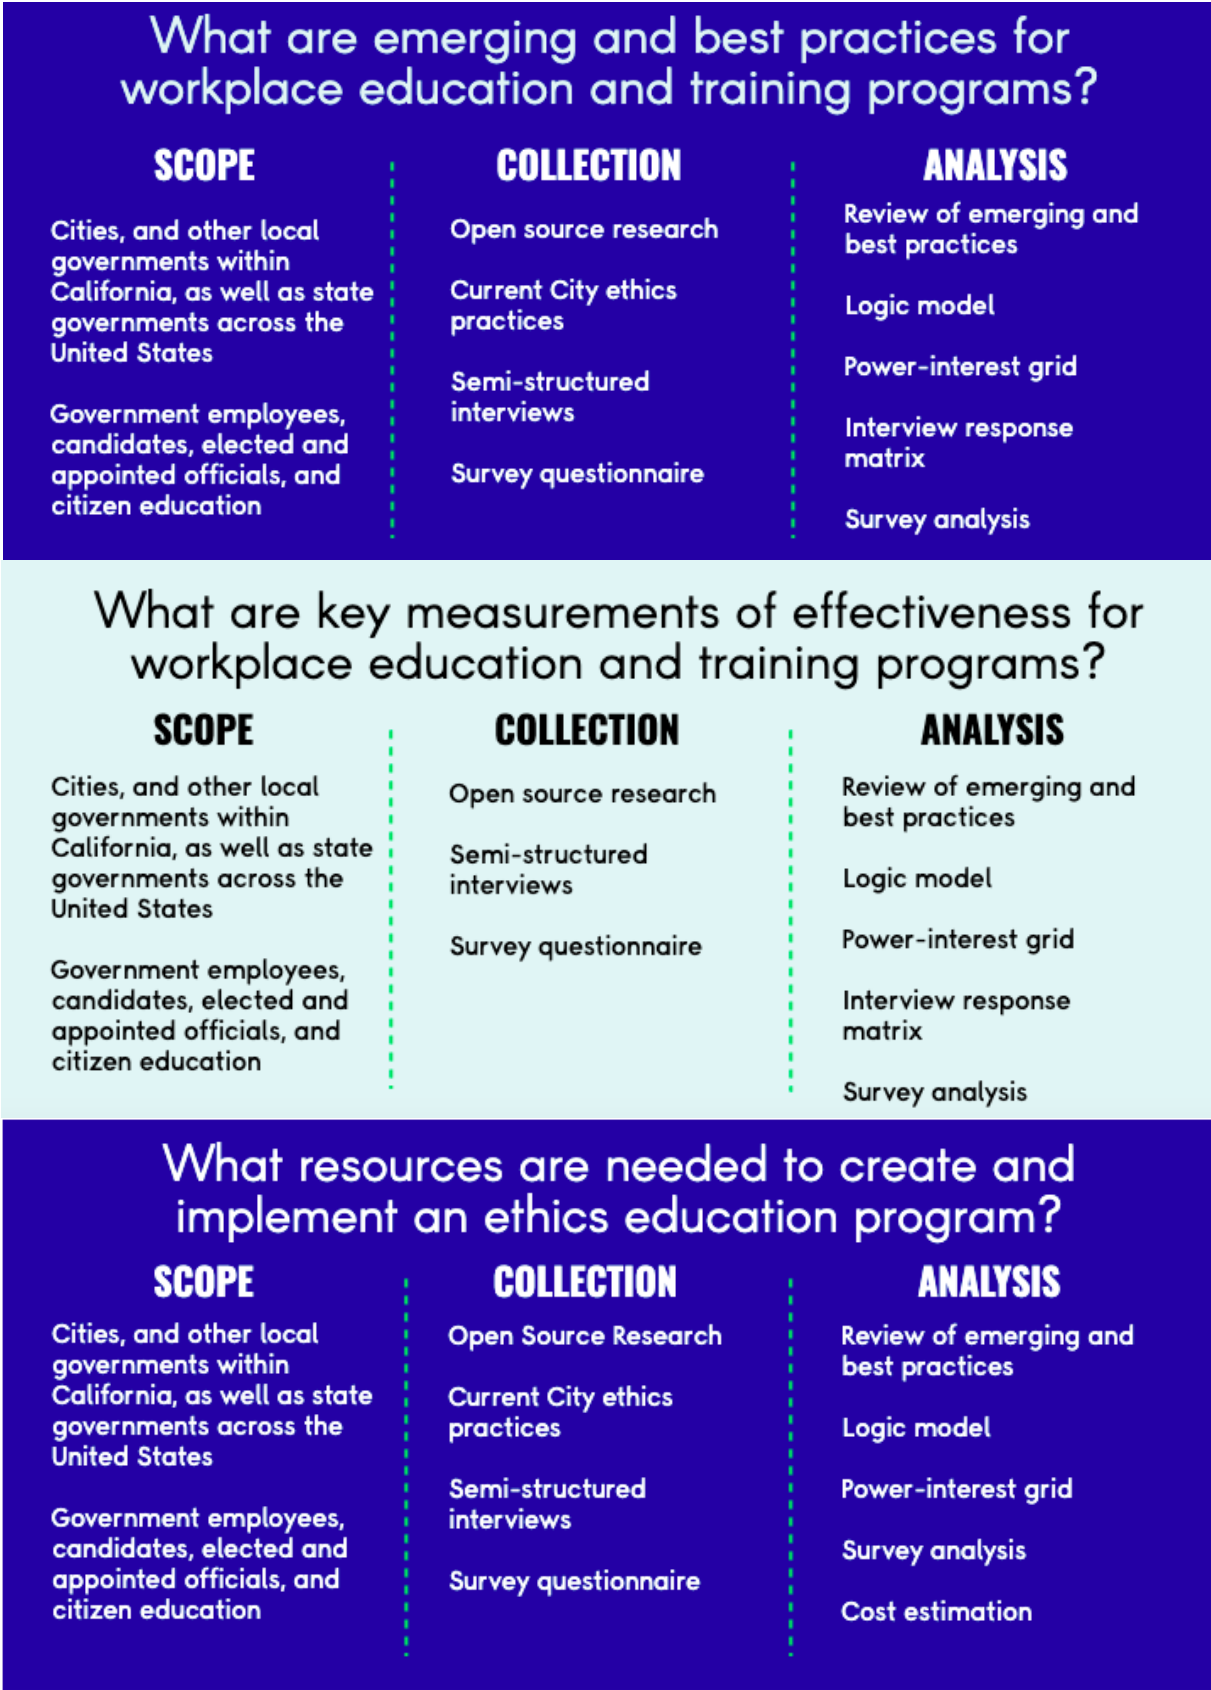 What are emerging and best practices for
workplace education and training programs?
SCOPE
Cities, and other local
governments within
California, as well as state
governments across the
United States
Government employees,
candidates, elected and
appointed officials, and
citizen education
COLLECTION
Open source research
Current City ethics
practices
Semi-structured
interviews
Survey questionnaire
ANALYSIS
Review of emerging and
best practices
Logic model
Power-interest grid
Interview response
matrix
Survey analysis
What are key measurements of effectiveness for
workplace education and training programs?
SCOPE
Cities, and other local
governments within
California, as well as state
governments across the
United States
Government employees,
candidates, elected and
appointed officials, and
citizen education
COLLECTION
Open source research
Semi-structured
interviews
Survey questionnaire
ANALYSIS
Review of emerging and
best practices
Logic model
Power-interest grid
Interview response
matrix
Survey analysis
What resources are needed to create and
implement an ethics education program?
SCOPE
Cities, and other local
governments within
California, as well as state
governments across the
United States
Government employees,
candidates, elected and
appointed officials, and
citizen education
COLLECTION
Open Source Research
Current City ethics
practices
Semi-structured
interviews
Survey questionnaire
ANALYSIS
Review of emerging and
best practices
Logic model
Power-interest grid
Survey analysis
Cost estimation